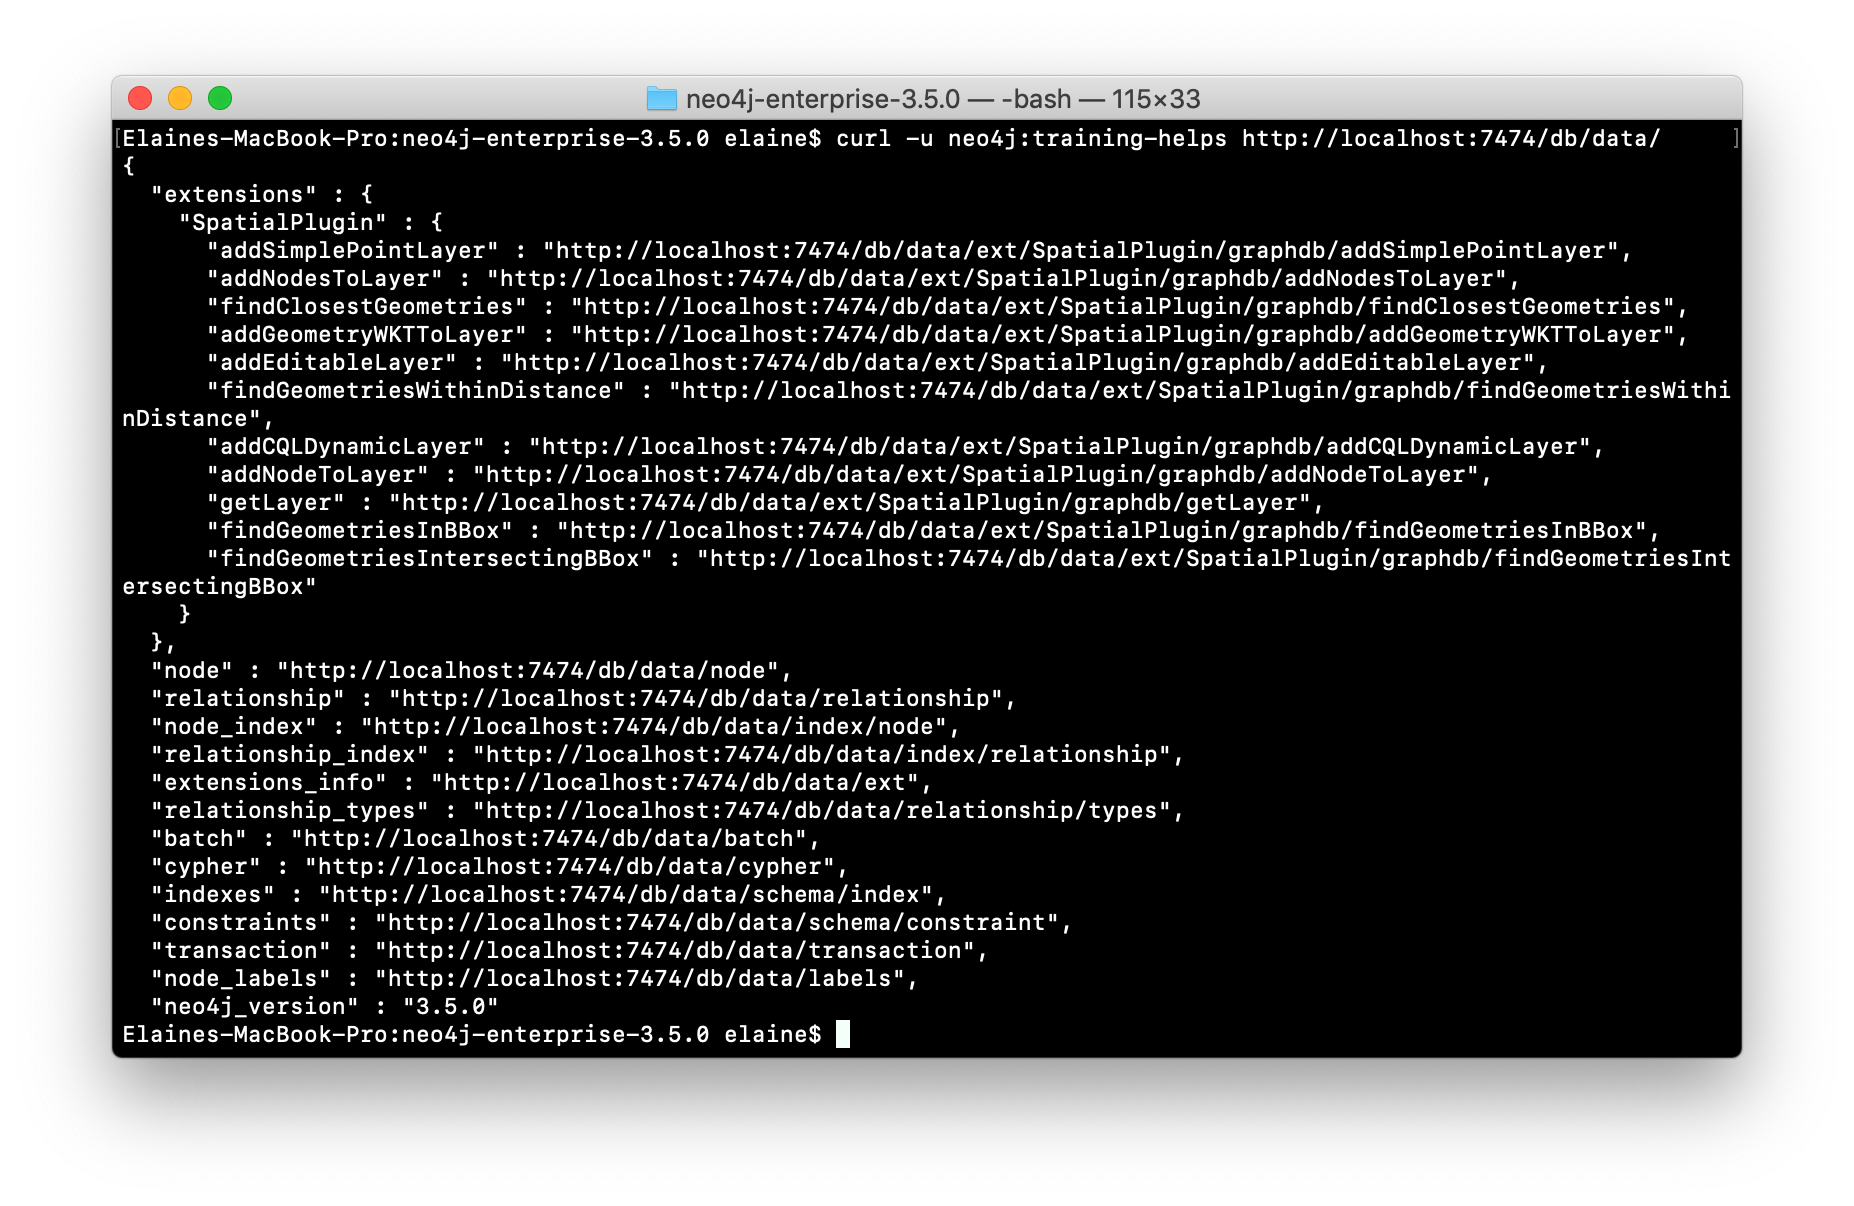 neo4j-enterprise-3.5.0 — -bash — 115×33
[Elaines-MacBook-Pro:neo4j-enterprise-3.5.0 elaine$ curl -u neo4j:training-helps http://localhost:7474/db/data/ ]
{
  "extensions" : {
    "SpatialPlugin" : {
      "addSimplePointLayer" : "http://localhost:7474/db/data/ext/SpatialPlugin/graphdb/addSimplePointLayer",
      "addNodesToLayer" : "http://localhost:7474/db/data/ext/SpatialPlugin/graphdb/addNodesToLayer",
      "findClosestGeometries" : "http://localhost:7474/db/data/ext/SpatialPlugin/graphdb/findClosestGeometries",
      "addGeometryWKTToLayer" : "http://localhost:7474/db/data/ext/SpatialPlugin/graphdb/addGeometryWKTToLayer",
      "addEditableLayer" : "http://localhost:7474/db/data/ext/SpatialPlugin/graphdb/addEditableLayer",
      "findGeometriesWithinDistance" : "http://localhost:7474/db/data/ext/SpatialPlugin/graphdb/findGeometriesWithi
nDistance",
      "addCQLDynamicLayer" : "http://localhost:7474/db/data/ext/SpatialPlugin/graphdb/addCQLDynamicLayer",
      "addNodeToLayer" : "http://localhost:7474/db/data/ext/SpatialPlugin/graphdb/addNodeToLayer",
      "getLayer" : "http://localhost:7474/db/data/ext/SpatialPlugin/graphdb/getLayer",
      "findGeometriesInBBox" : "http://localhost:7474/db/data/ext/SpatialPlugin/graphdb/findGeometriesInBBox",
      "findGeometriesIntersectingBBox" : "http://localhost:7474/db/data/ext/SpatialPlugin/graphdb/findGeometriesInt
ersectingBBox"
    }
  },
  "node" : "http://localhost:7474/db/data/node",
  "relationship" : "http://localhost:7474/db/data/relationship",
  "node_index" : "http://localhost:7474/db/data/index/node",
  "relationship_index" : "http://localhost:7474/db/data/index/relationship",
  "extensions_info" : "http://localhost:7474/db/data/ext",
  "relationship_types" : "http://localhost:7474/db/data/relationship/types",
  "batch" : "http://localhost:7474/db/data/batch",
  "cypher" : "http://localhost:7474/db/data/cypher",
  "indexes" : "http://localhost:7474/db/data/schema/index",
  "constraints" : "http://localhost:7474/db/data/schema/constraint",
  "transaction" : "http://localhost:7474/db/data/transaction",
  "node_labels" : "http://localhost:7474/db/data/labels",
  "neo4j_version" : "3.5.0"
Elaines-MacBook-Pro:neo4j-enterprise-3.5.0 elaine$